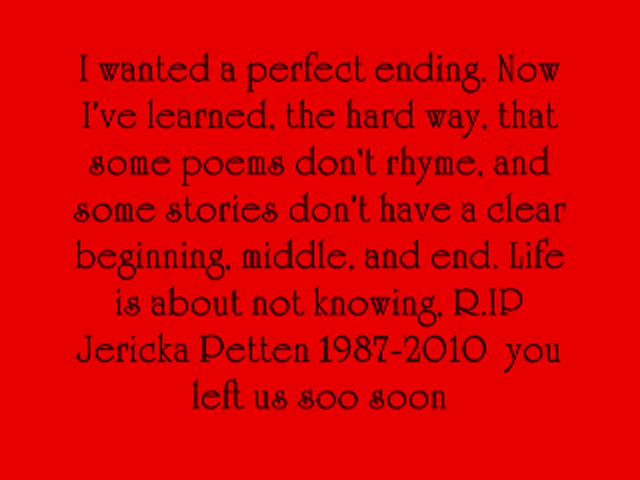 I wanted a perfect ending. Now
I've learned, the hard way, that
some poems don't rhyme, and
some stories don't have a clear
beginning, middle, and end. Life
is about not knowing, R.IP
Jericka Petten 1987-2010 you
left us soo soon